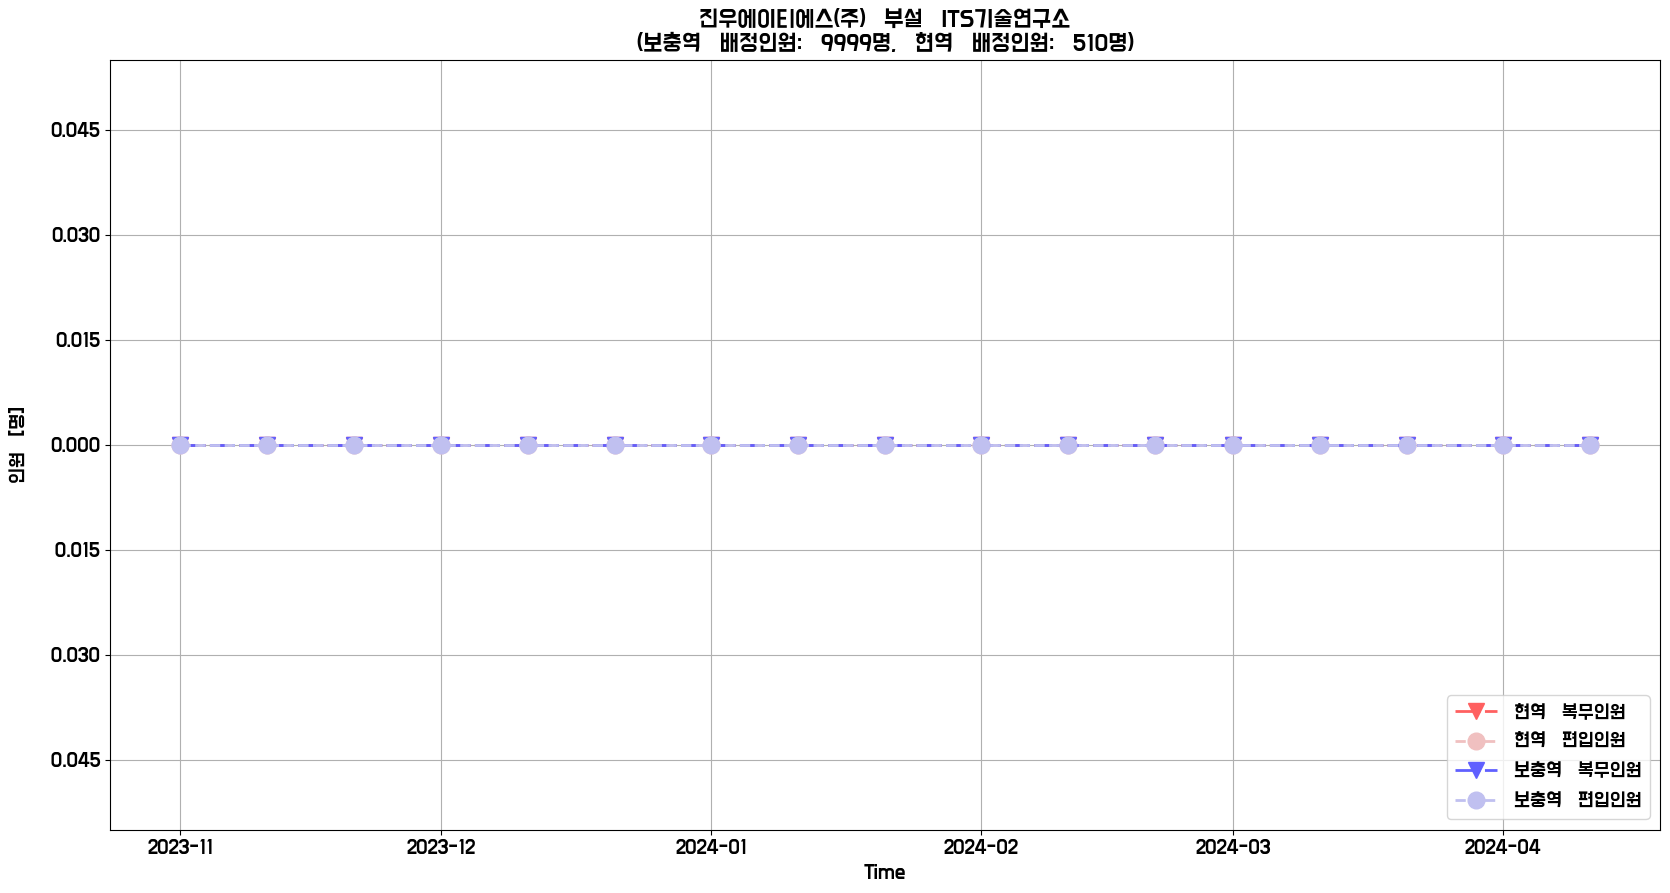 진우에이티에스(주) 부설 ITS기술연구소
(보충역 배정인원: 9999명, 현역 배정인원: 510명)
인원 [명]
0.045
0.030
0.015
0.000
0.015
0.030
0.045
2023-11 2023-12 2024-01 2024-02 2024-03 2024-04
Time
현역 복무인원
현역 편입인원
보충역 복무인원
보충역 편입인원